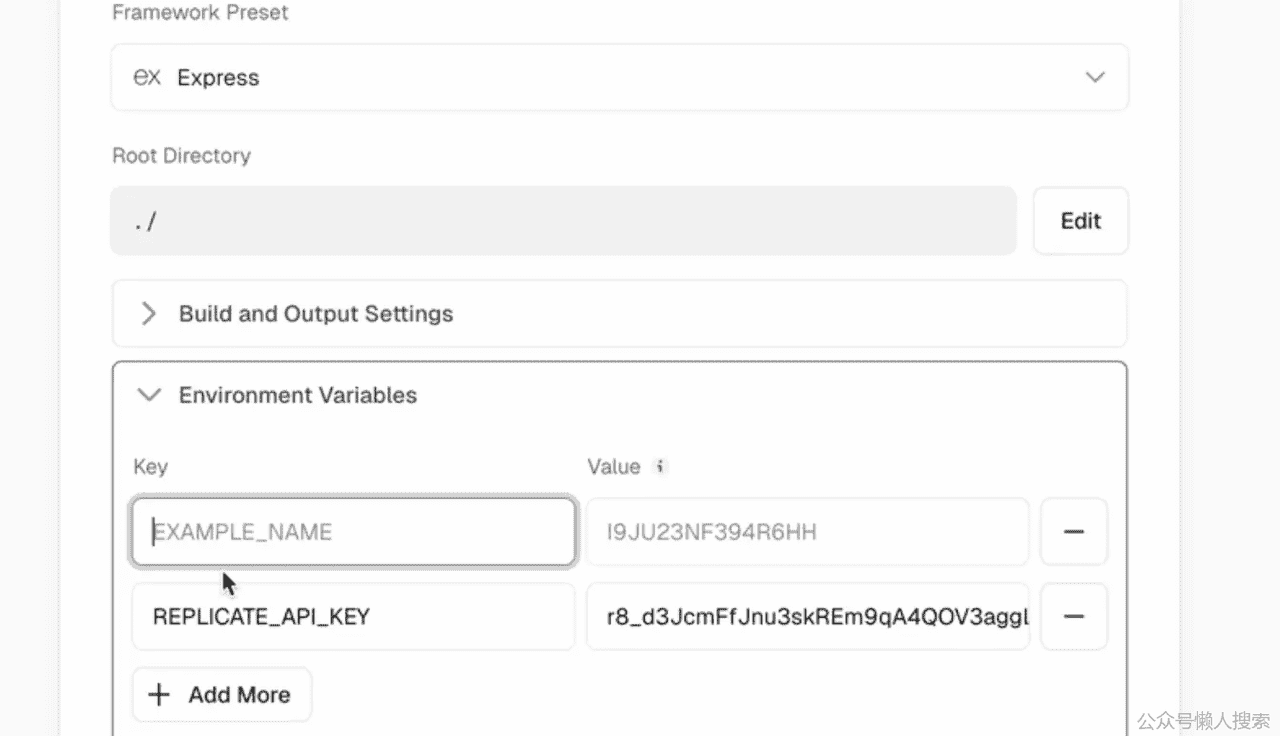 Framework Preset
ex Express
Root Directory
./
Edit
Build and Output Settings
Environment Variables
Key
Value i
EXAMPLE_NAME
I9JU23NF394R6HH
REPLICATE_API_KEY
r8_d3JcmFfJnu3skREm9qA4QOV3aggL
+ Add More
公众号懒人搜索